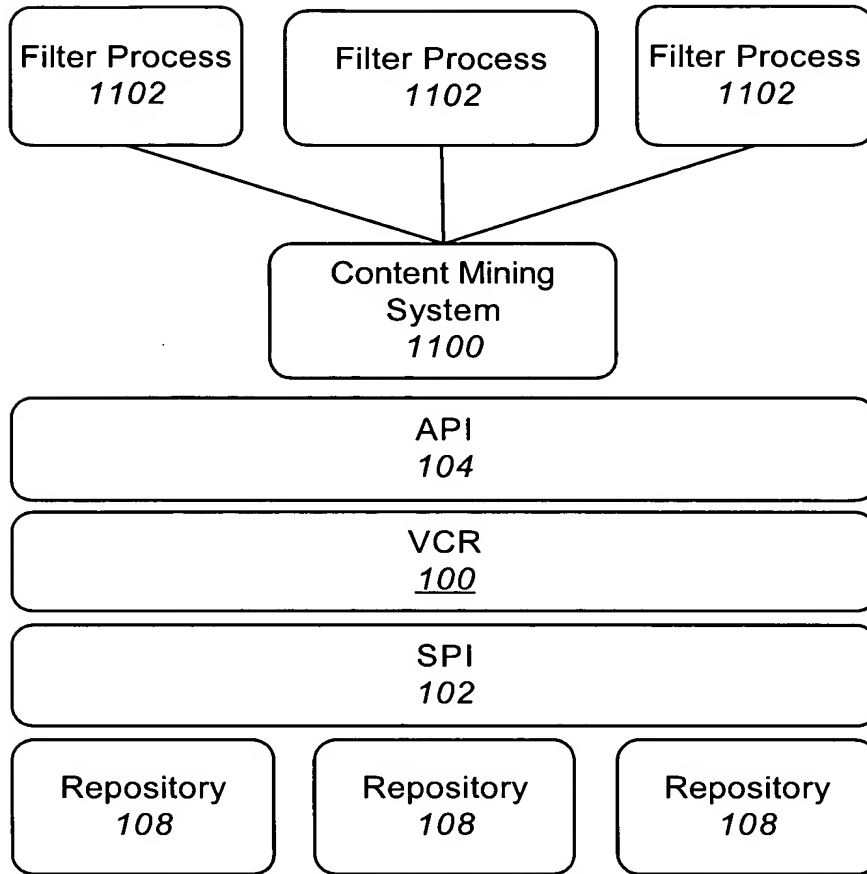 Filter Process
1102
Filter Process
1102
Filter Process
1102
Content Mining
System
1100
API
104
VCR
100
SPI
102
Repository
108
Repository
108
Repository
108